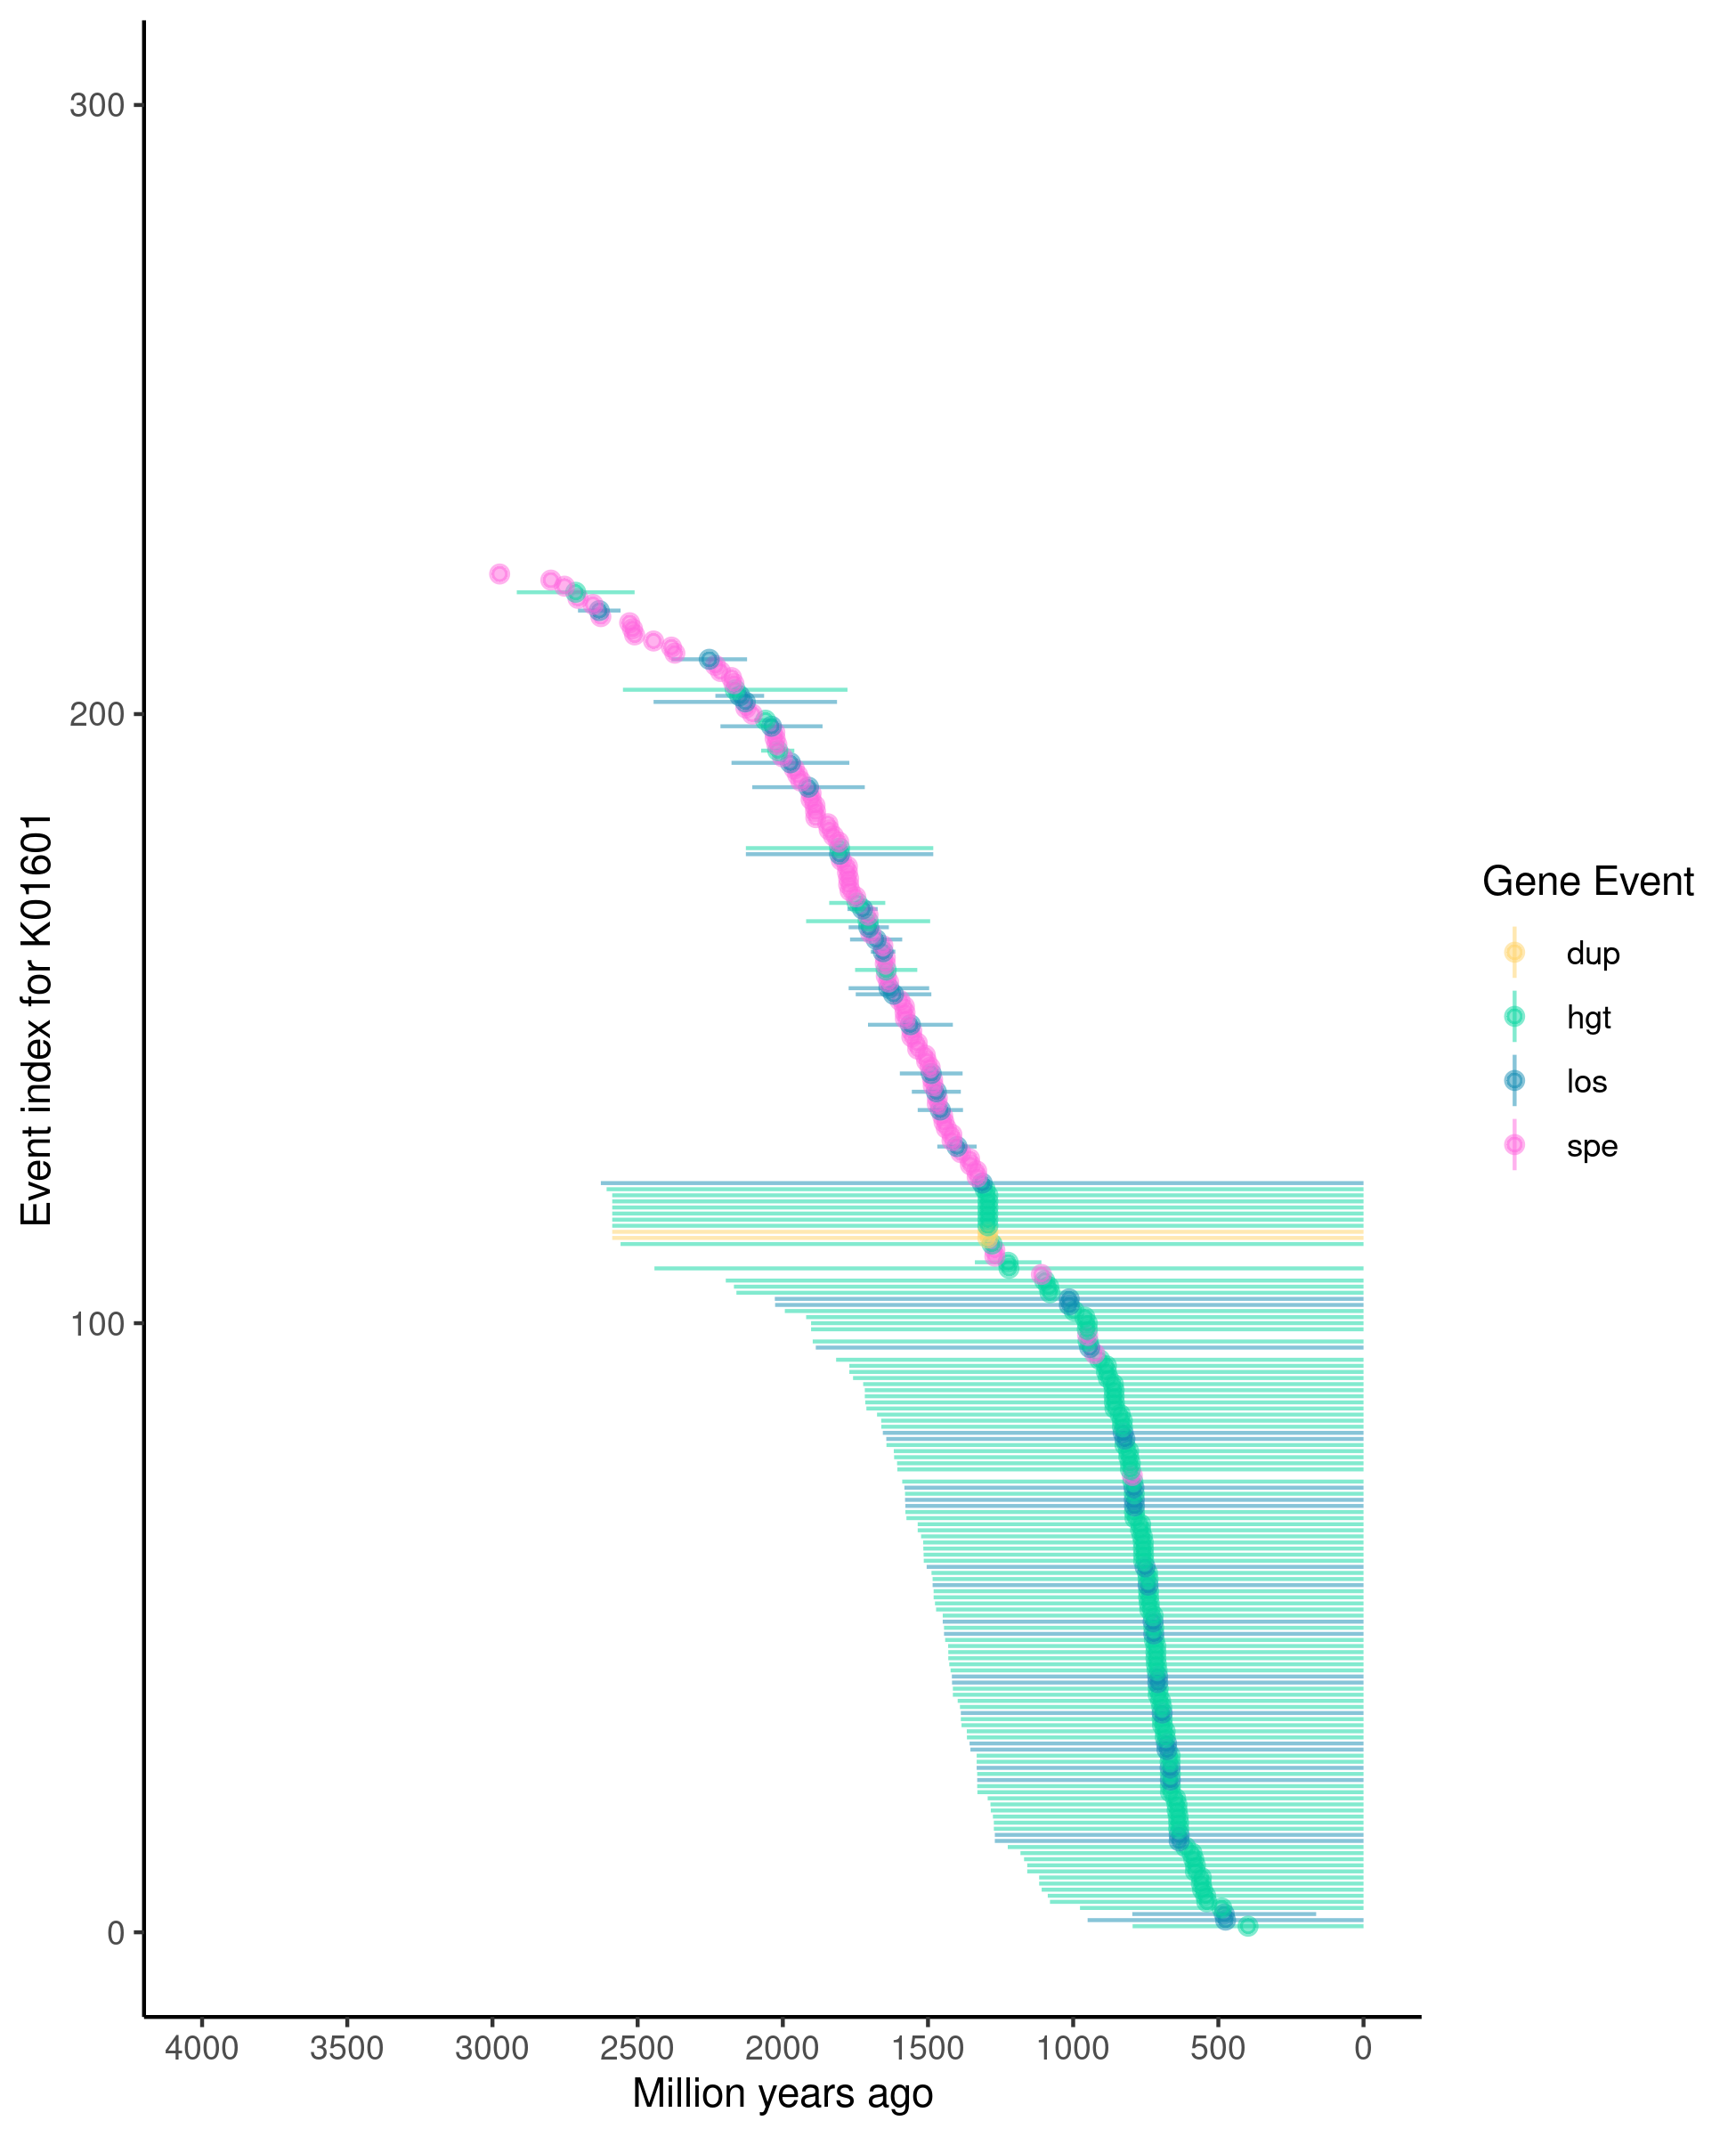 300
200
100
0
Event index for K01601
4000 3500 3000 2500 2000 1500 1000 500 0
Million years ago
Gene Event
dup
hgt
los
spe